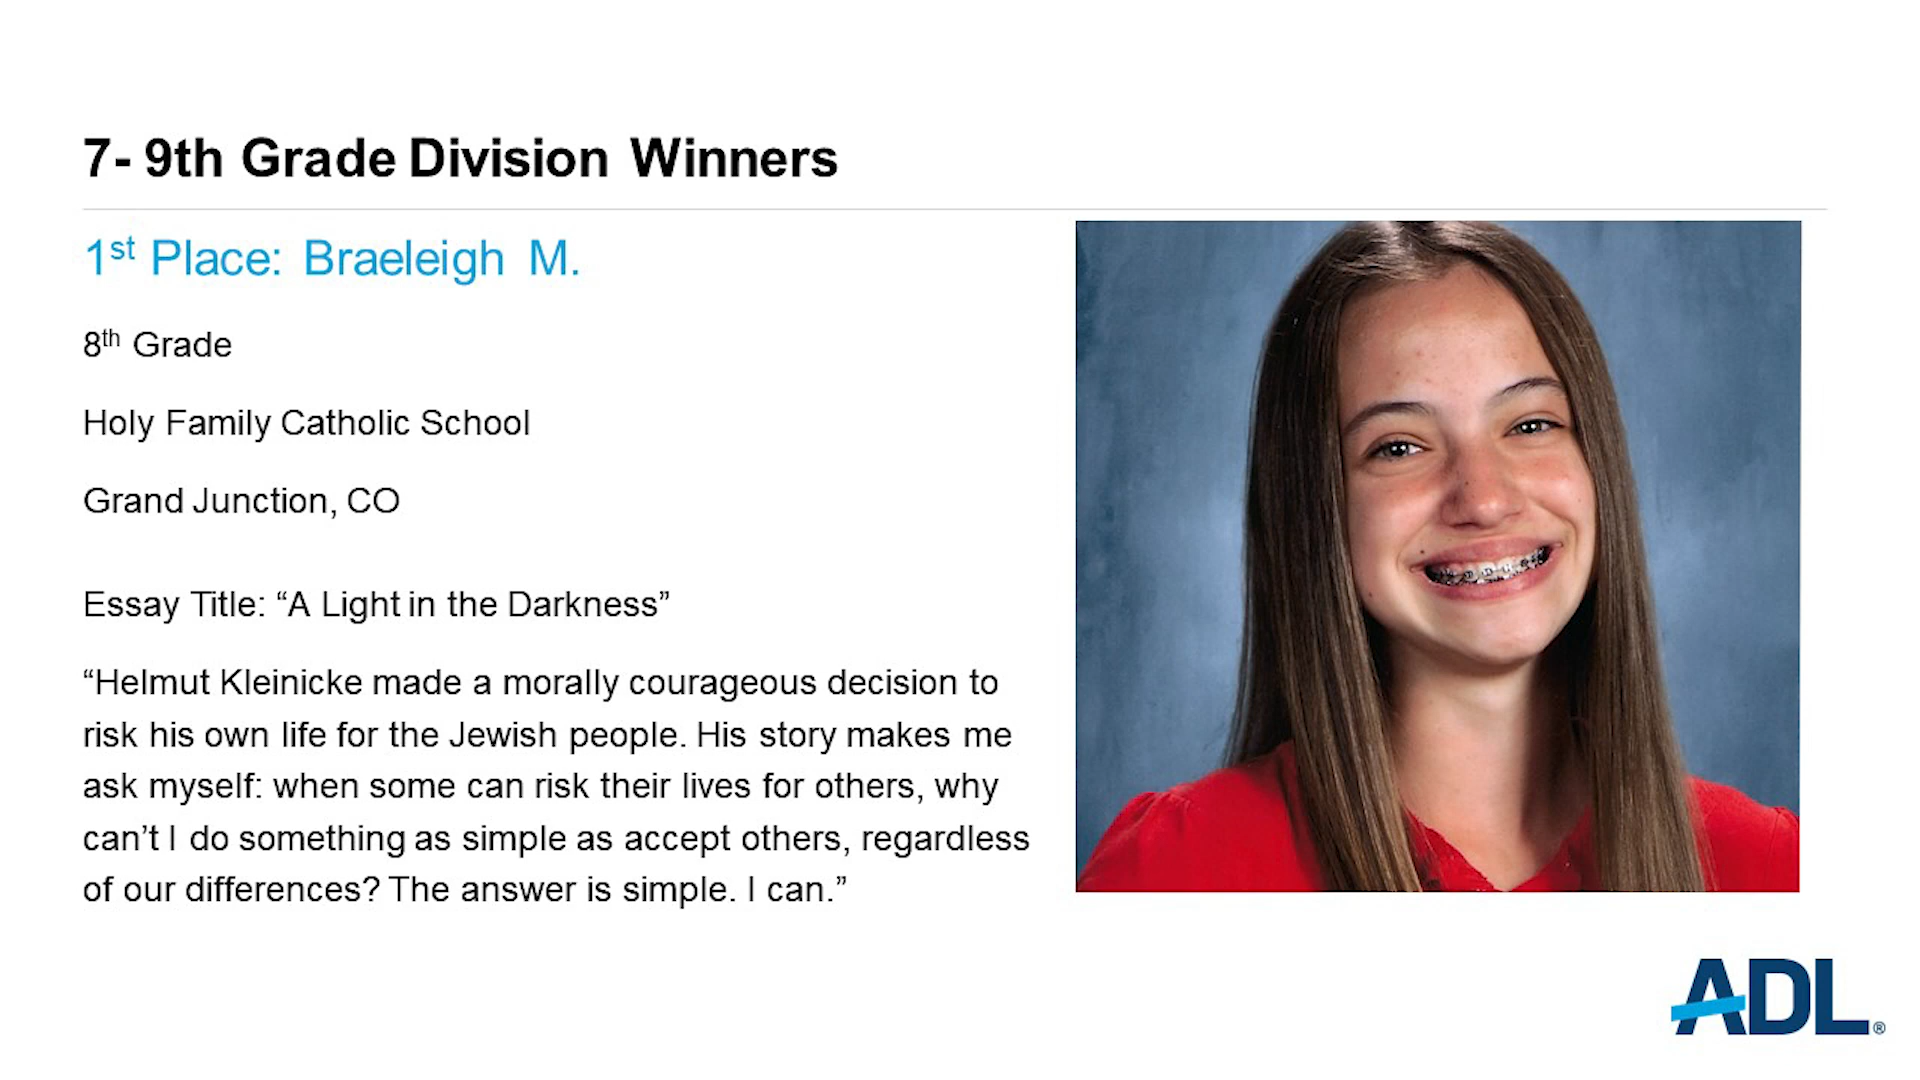 7- 9th Grade Division Winners
1st Place: Braeleigh M.
8th Grade
Holy Family Catholic School
Grand Junction, CO
Essay Title: “A Light in the Darkness”
“Helmut Kleinicke made a morally courageous decision to
risk his own life for the Jewish people. His story makes me
ask myself: when some can risk their lives for others, why
can’t I do something as simple as accept others, regardless
of our differences? The answer is simple. I can.”
ADL®